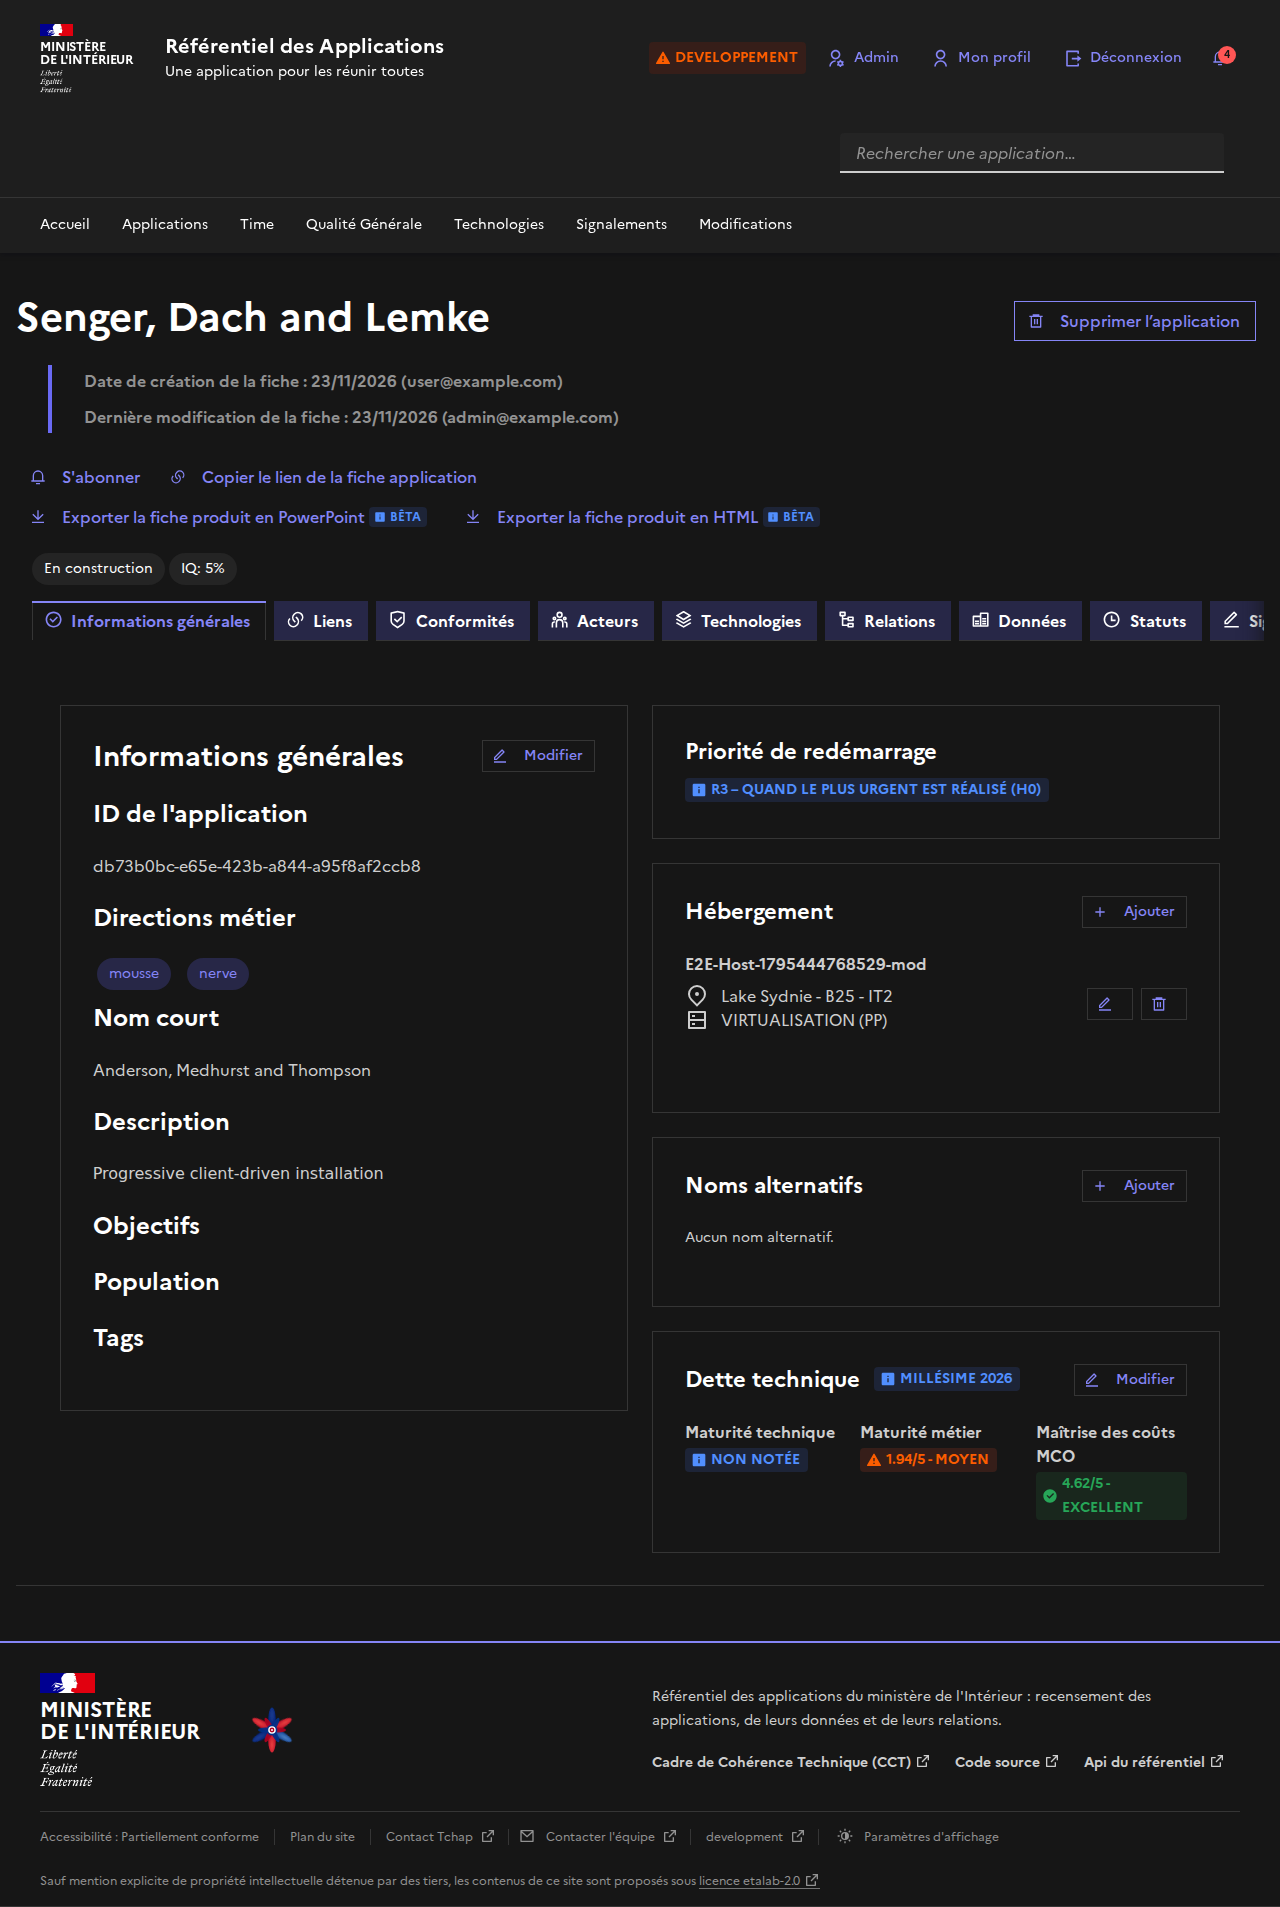 MINISTÈRE
DE L'INTÉRIEUR
Liberté
Égalité
Fraternité
Référentiel des Applications
Une application pour les réunir toutes
DEVELOPPEMENT
Admin
Mon profil
Déconnexion
4
Rechercher une application…
Accueil
Applications
Time
Qualité Générale
Technologies
Signalements
Modifications
Senger, Dach and Lemke
Supprimer l’application
Date de création de la fiche : 23/11/2026 (user@example.com)
Dernière modification de la fiche : 23/11/2026 (admin@example.com)
S'abonner
Copier le lien de la fiche application
Exporter la fiche produit en PowerPoint BÊTA
Exporter la fiche produit en HTML BÊTA
En construction
IQ: 5%
Informations générales
Liens
Conformités
Acteurs
Technologies
Relations
Données
Statuts
Informations générales
Modifier
ID de l'application
db73b0bc-e65e-423b-a844-a95f8af2ccb8
Directions métier
mousse
nerve
Nom court
Anderson, Medhurst and Thompson
Description
Progressive client-driven installation
Objectifs
Population
Tags
Priorité de redémarrage
R3 – QUAND LE PLUS URGENT EST RÉALISÉ (H0)
Hébergement
Ajouter
E2E-Host-1795444768529-mod
Lake Sydnie - B25 - IT2
VIRTUALISATION (PP)
Noms alternatifs
Ajouter
Aucun nom alternatif.
Dette technique
MILLÉSIME 2026
Modifier
Maturité technique
NON NOTÉE
Maturité métier
1.94/5 - MOYEN
Maîtrise des coûts
MCO
4.62/5 -
EXCELLENT
MINISTÈRE
DE L'INTÉRIEUR
Liberté
Égalité
Fraternité
Référentiel des applications du ministère de l'Intérieur : recensement des
applications, de leurs données et de leurs relations.
Cadre de Cohérence Technique (CCT)
Code source
Api du référentiel
Accessibilité : Partiellement conforme
Plan du site
Contact Tchap
Contacter l'équipe
development
Paramètres d'affichage
Sauf mention explicite de propriété intellectuelle détenue par des tiers, les contenus de ce site sont proposés sous licence etalab-2.0